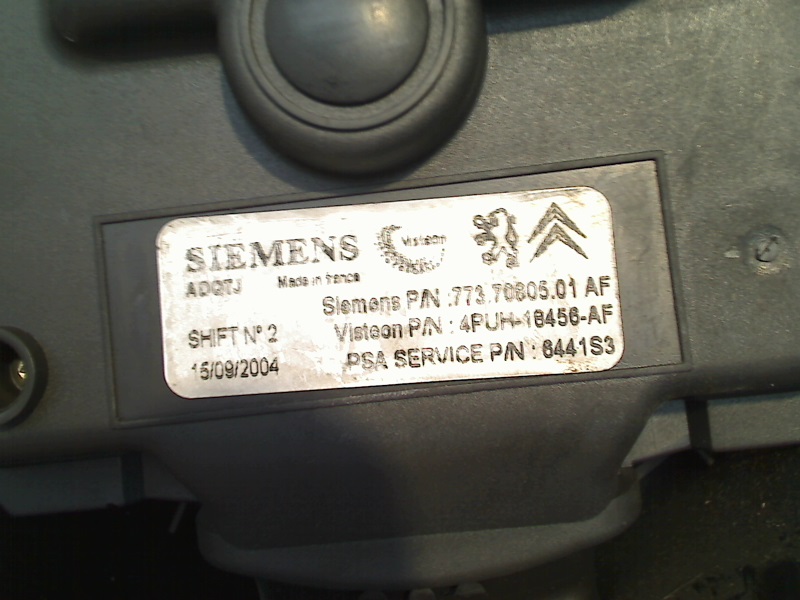 SIEMENS
Visteon
ADQTJ Made in france
Siemens P/N :773.70805.01 AF
SHIFT N° 2 Visteon P/N : 4PUH-18456-AF
15/09/2004 PSA SERVICE P/N : 6441S3